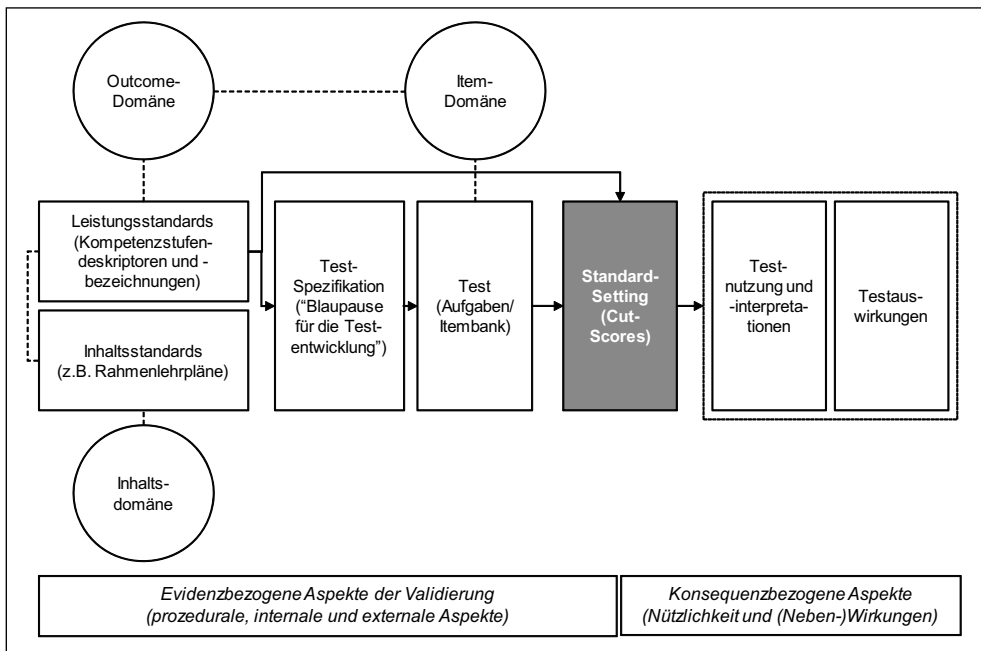 Outcome-
Domäne
Item-
Domäne
Leistungsstandards
(Kompetenzstufen-
deskriptoren und -
bezeichnungen)
Inhaltsstandards
(z.B. Rahmenlehrpläne)
Test-
Spezifikation
(“Blaupause
für die Test-
entwicklung”)
Test
(Aufgaben/
Itembank)
Standard-
Setting
(Cut-
Scores)
Test-
nutzung und
-interpreta-
tionen
Testaus-
wirkungen
Inhalts-
domäne
Evidenzbezogene Aspekte der Validierung
(prozedurale, internale und externale Aspekte)
Konsequenzbezogene Aspekte
(Nützlichkeit und (Neben-)Wirkungen)